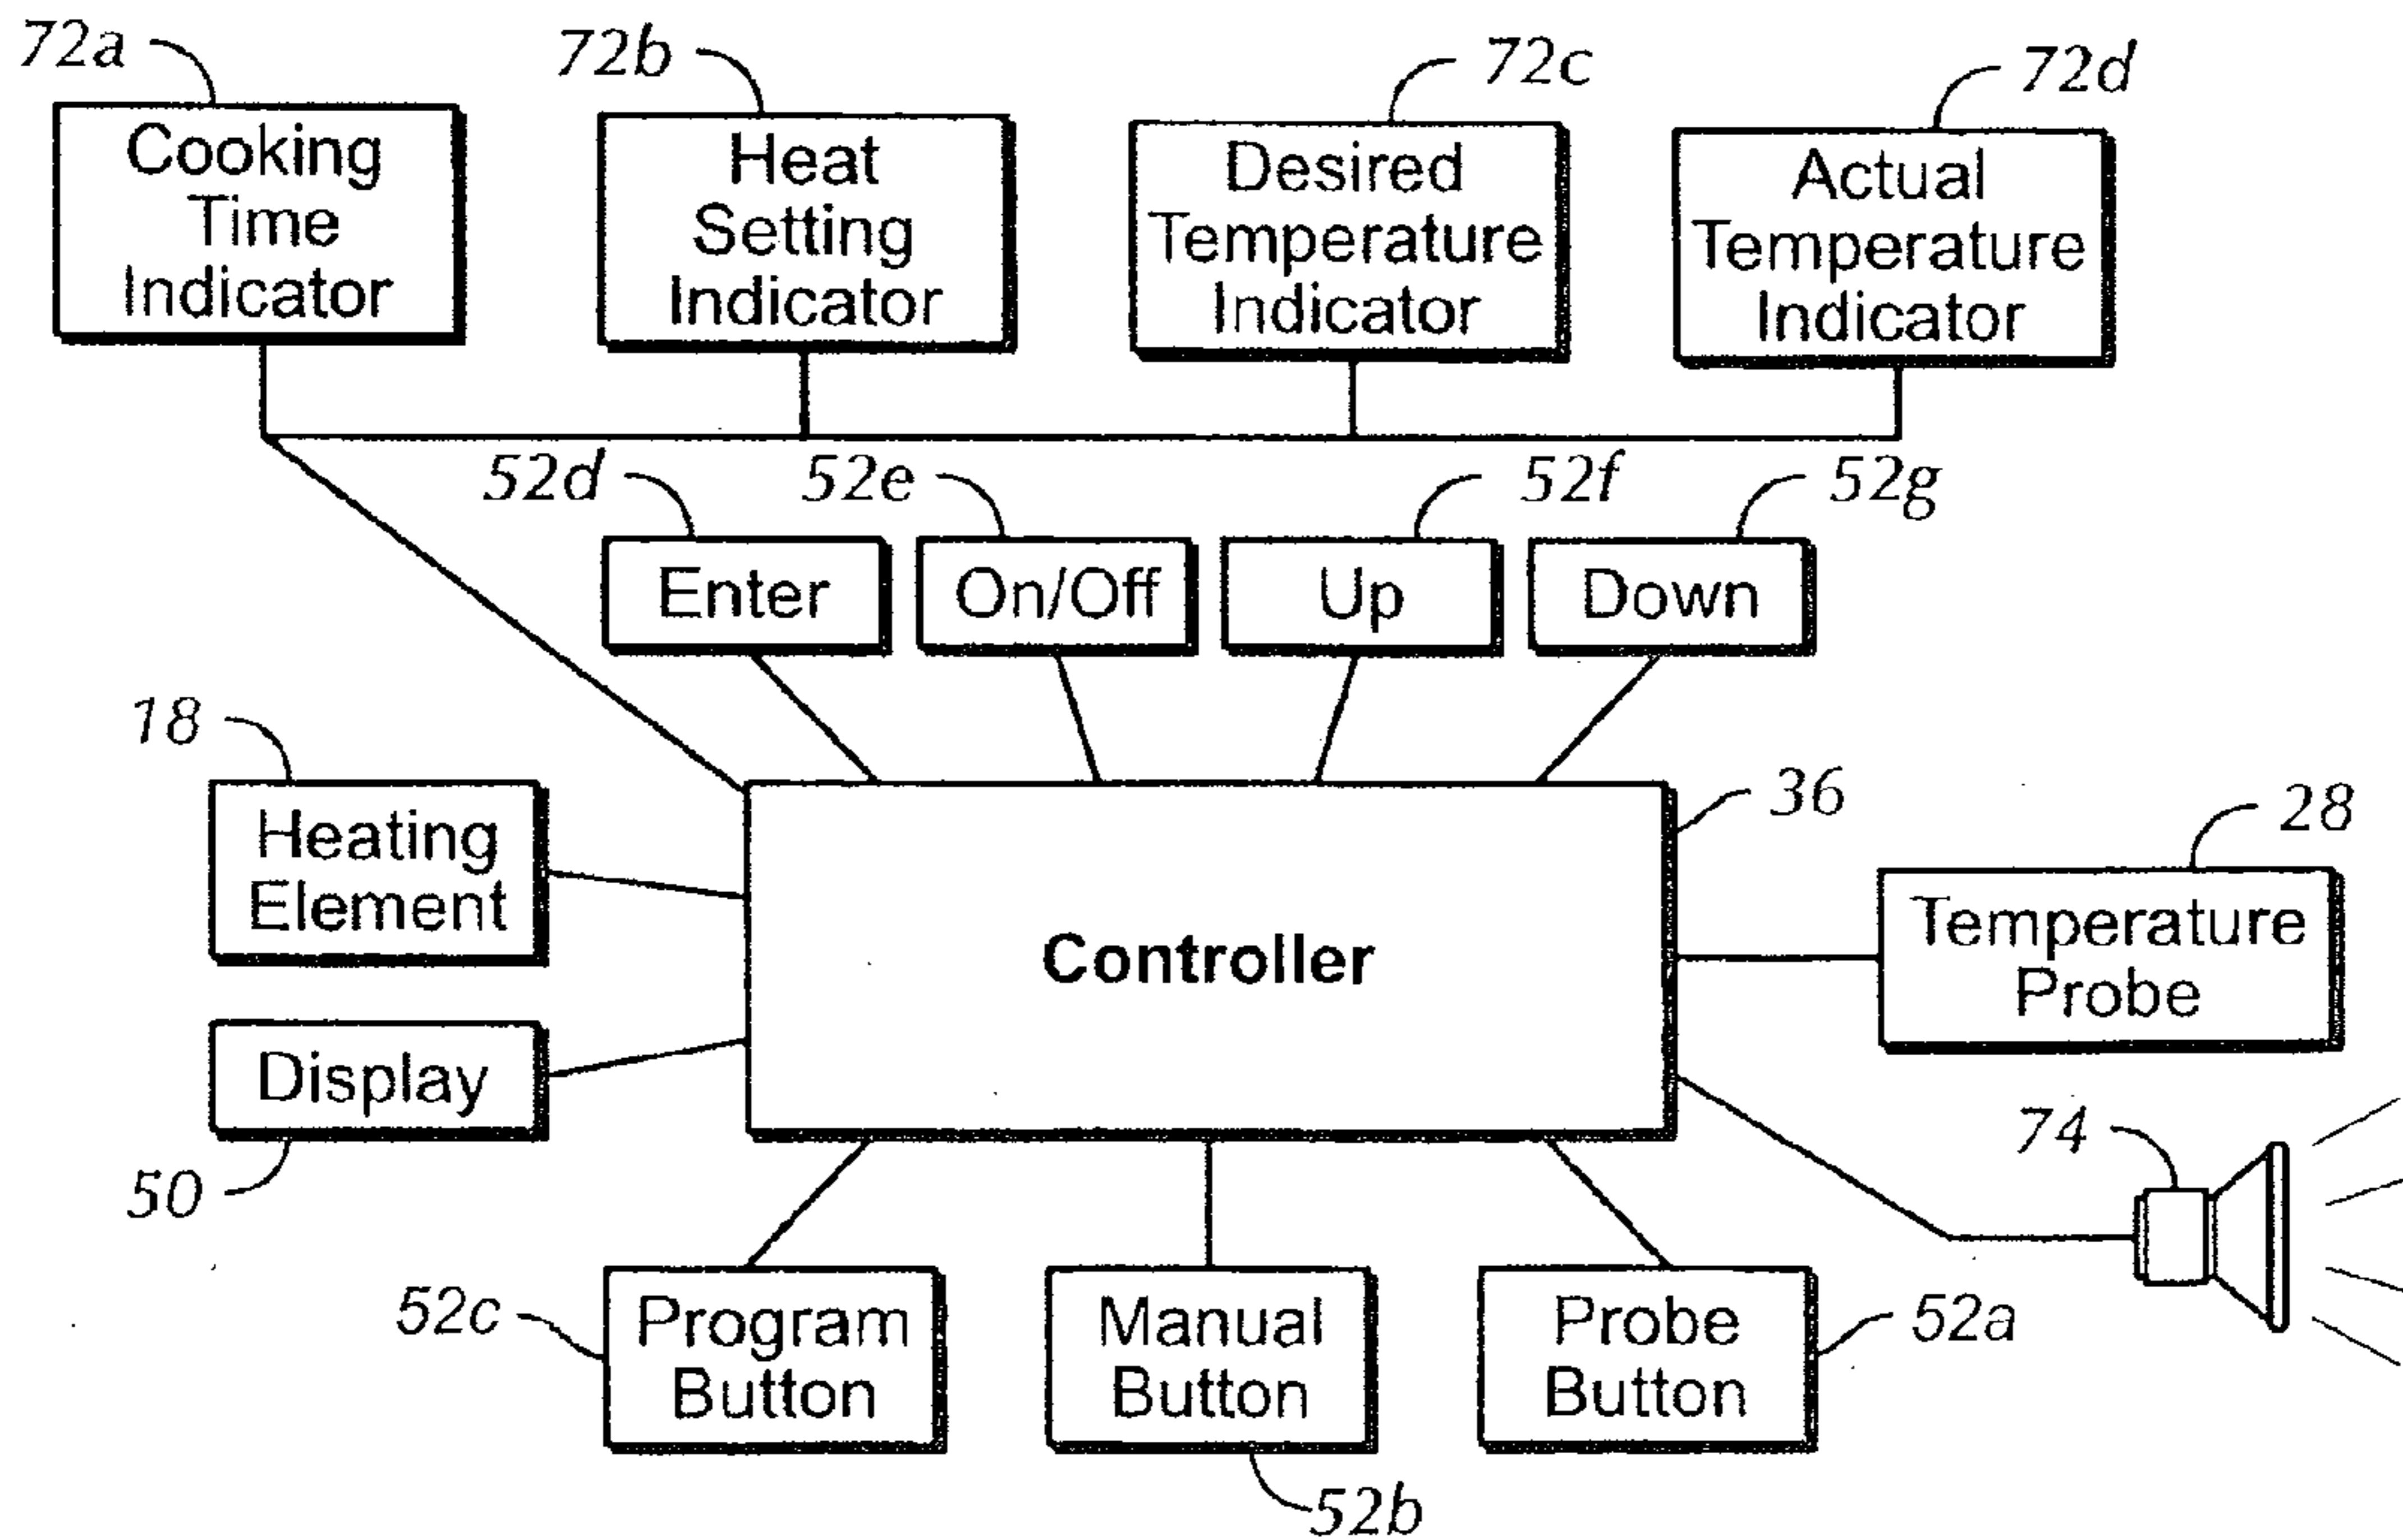 72a
72b
72c
72d
Cooking
Time
Indicator
Heat
Setting
Indicator
Desired
Temperature
Indicator
Actual
Temperature
Indicator
52d
52e
52f
52g
Enter
On/Off
Up
Down
18
Heating
Element
36
28
Controller
Temperature
Probe
Display
50
74
52c
Program
Button
Manual
Button
Probe
Button
52a
52b